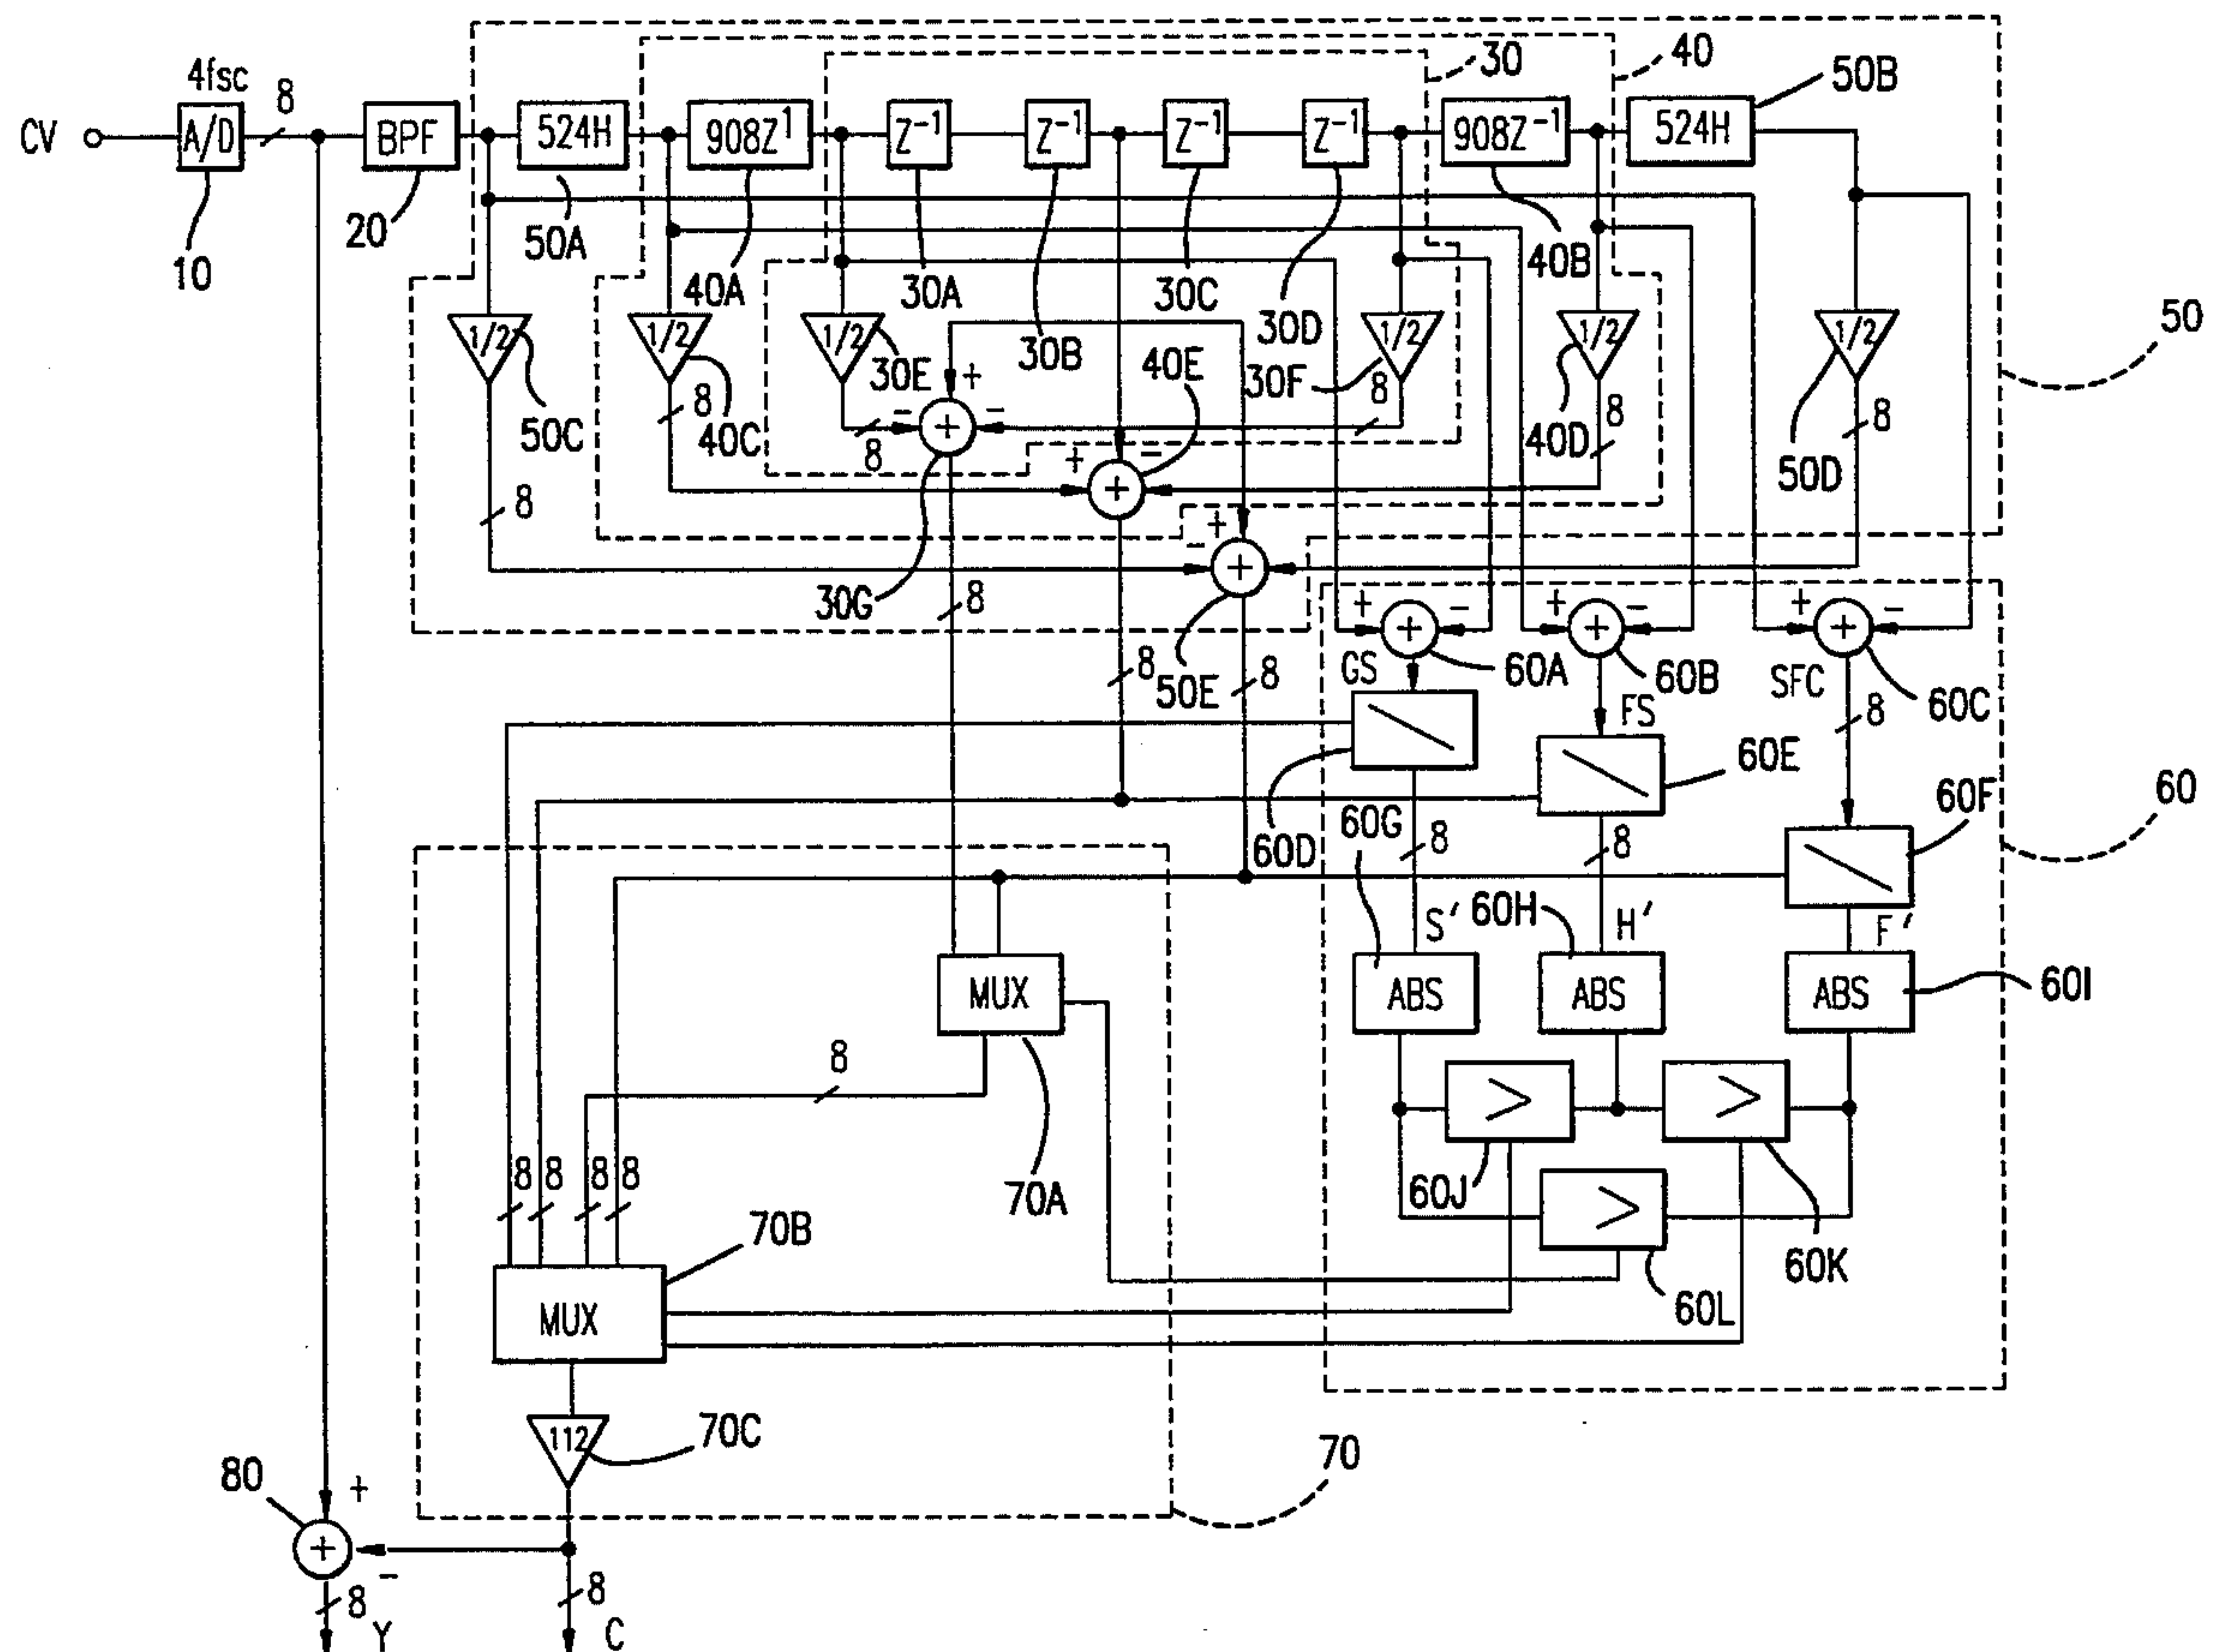 4fsc
CV
A/D
8
BPF
524H
908Z¹
Z⁻¹
Z⁻¹
Z⁻¹
Z⁻¹
908Z⁻¹
524H
30
40
50B
10
20
50A
40A
30A
30B
30C
30D
40B
50
1/2
1/2
1/2
1/2
1/2
1/2
50C
8
40C
30E
+
40E
30F
8
40D
8
50D
8
-
+
-
8
+
+
-
8
+
-
+
30G
8
50E
8
8
+
+
-
GS
60A
+
+
-
FS
60B
+
+
-
SFC
8
60C
60D
60E
60F
60
60G
8
8
S′
60H
H′
F′
MUX
ABS
ABS
ABS
60I
8
70A
>
>
60J
>
60K
60L
8
8
8
8
70B
MUX
112
70C
70
80
+
+
-
8
Y
8
C